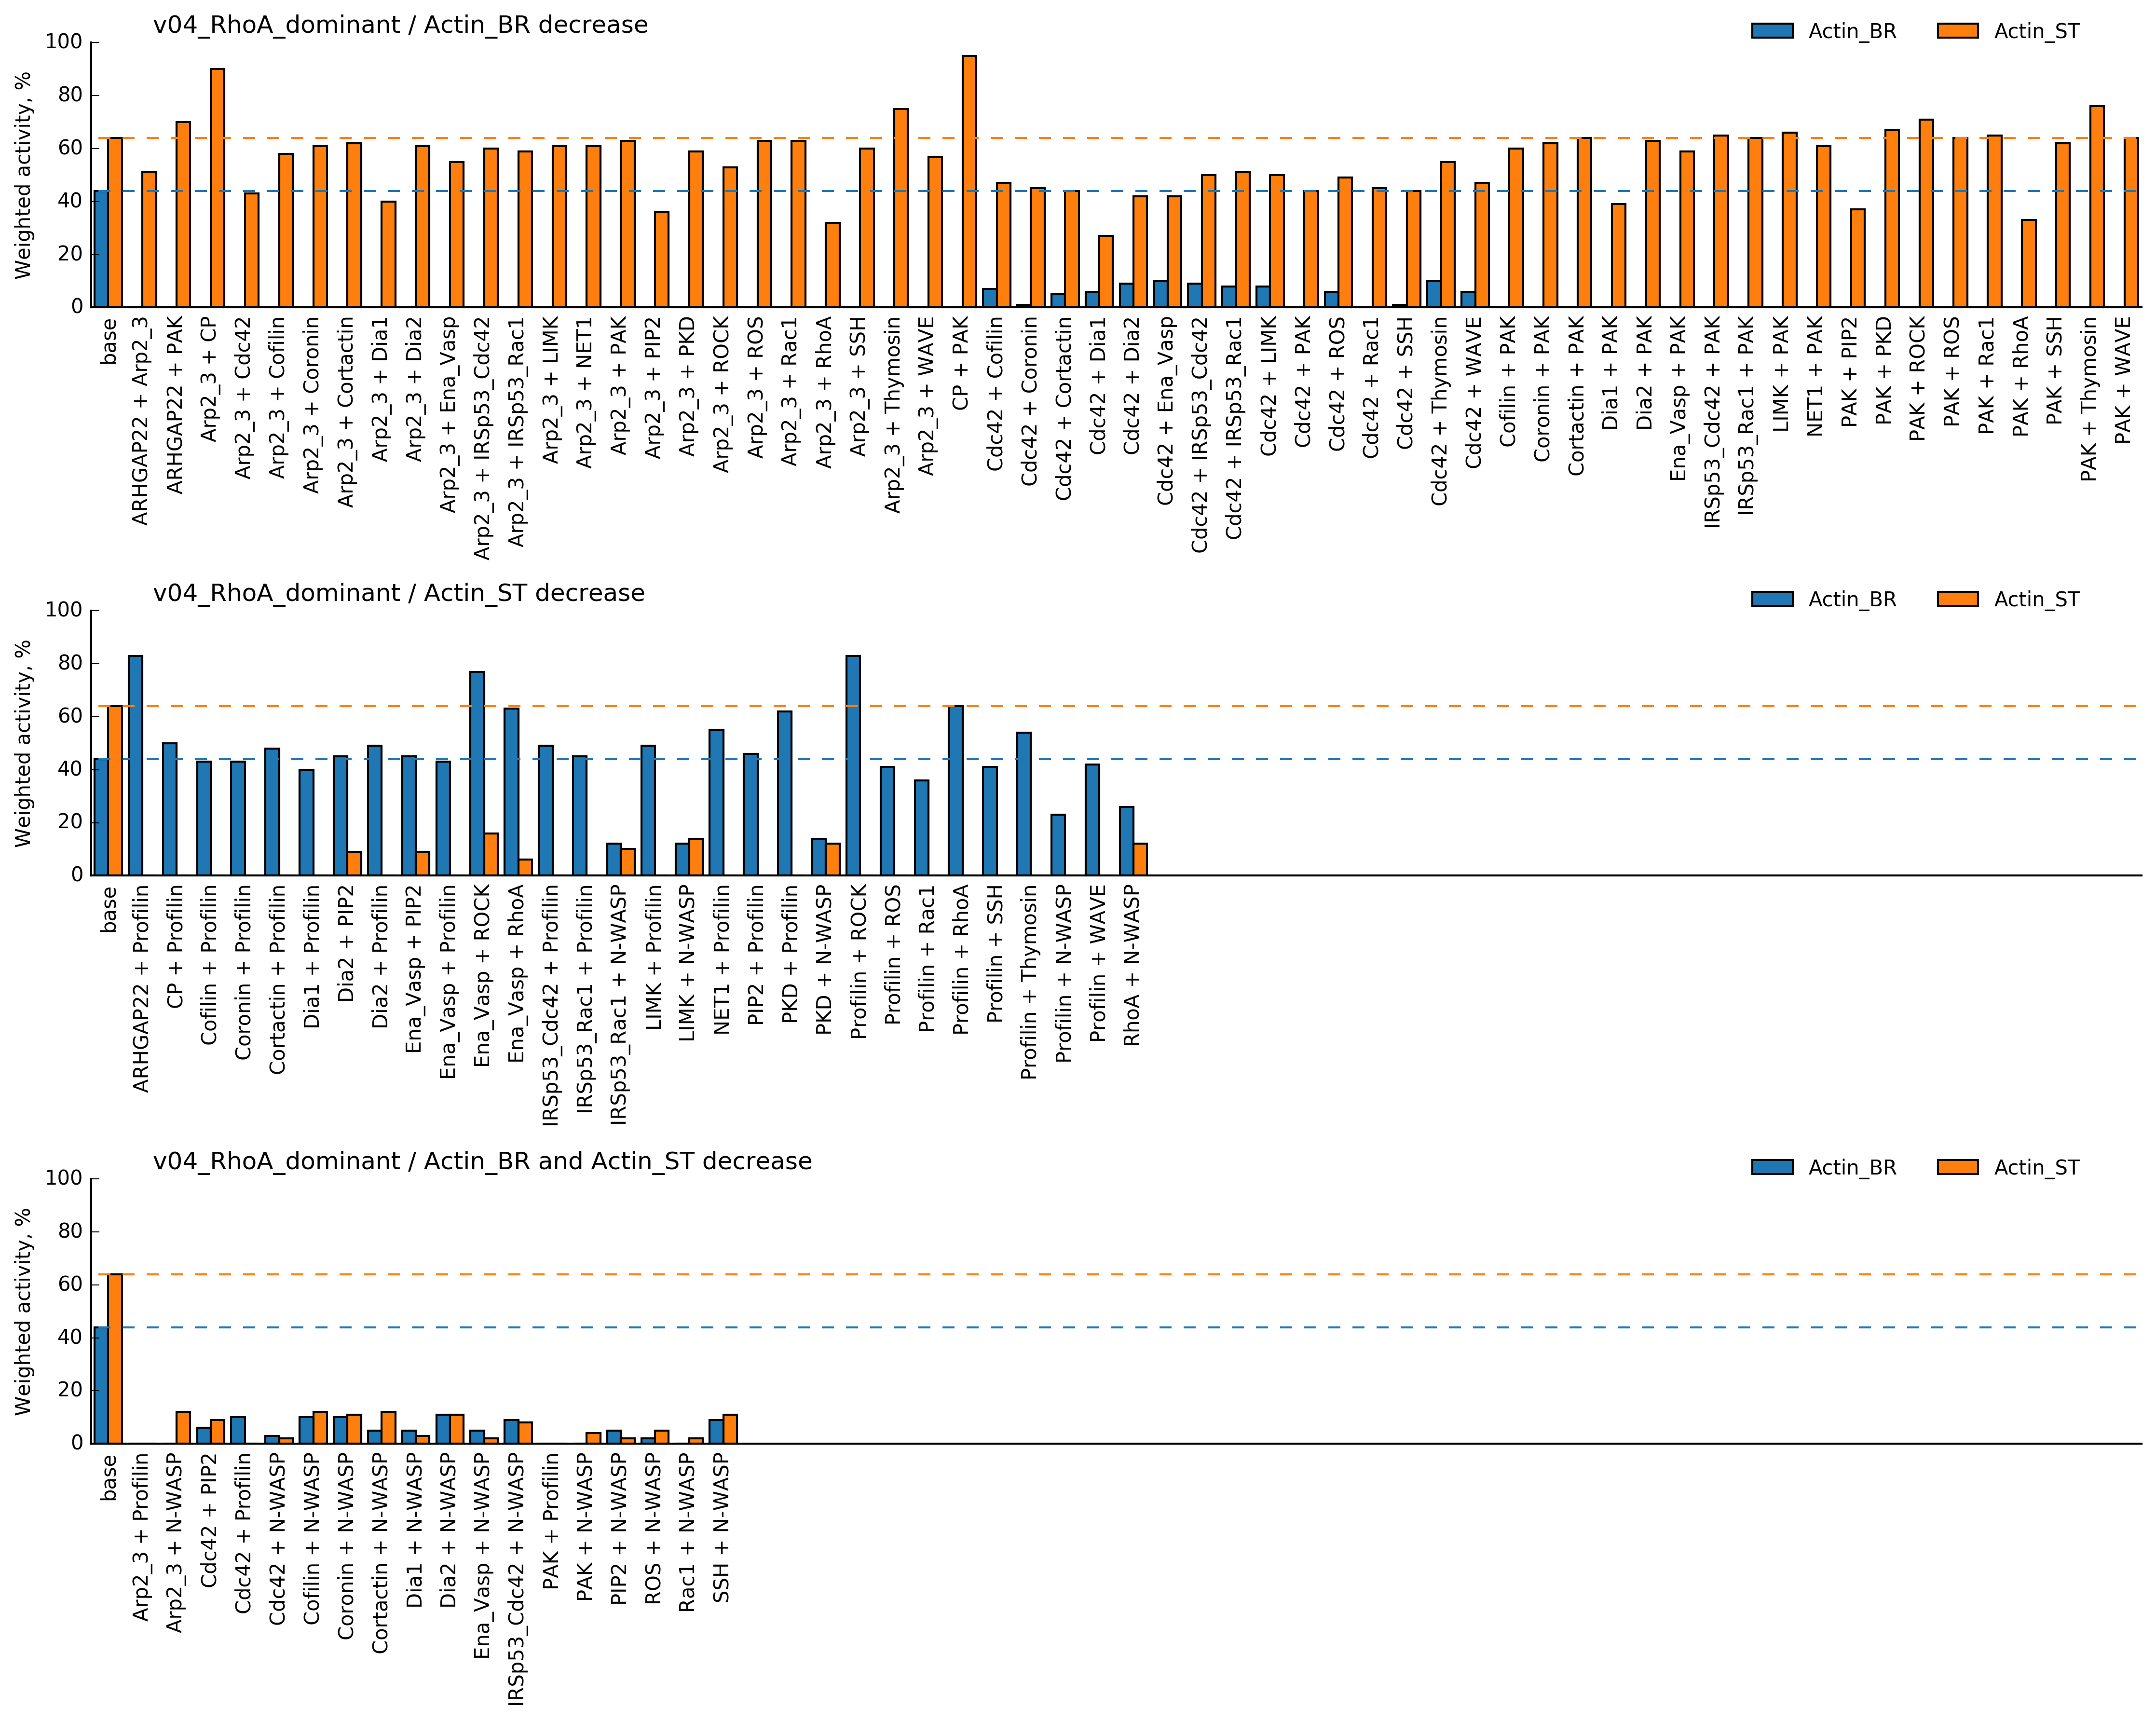 v04_RhoA_dominant / Actin_BR decrease
Actin_BR
Actin_ST
Weighted activity, %
100
80
60
40
20
0
base
ARHGAP22 + Arp2_3
ARHGAP22 + PAK
Arp2_3 + CP
Arp2_3 + Cdc42
Arp2_3 + Cofilin
Arp2_3 + Coronin
Arp2_3 + Cortactin
Arp2_3 + Dia1
Arp2_3 + Dia2
Arp2_3 + Ena_Vasp
Arp2_3 + IRSp53_Cdc42
Arp2_3 + IRSp53_Rac1
Arp2_3 + LIMK
Arp2_3 + NET1
Arp2_3 + PAK
Arp2_3 + PIP2
Arp2_3 + PKD
Arp2_3 + ROCK
Arp2_3 + ROS
Arp2_3 + Rac1
Arp2_3 + RhoA
Arp2_3 + SSH
Arp2_3 + Thymosin
Arp2_3 + WAVE
CP + PAK
Cdc42 + Cofilin
Cdc42 + Coronin
Cdc42 + Cortactin
Cdc42 + Dia1
Cdc42 + Dia2
Cdc42 + Ena_Vasp
Cdc42 + IRSp53_Cdc42
Cdc42 + IRSp53_Rac1
Cdc42 + LIMK
Cdc42 + PAK
Cdc42 + ROS
Cdc42 + Rac1
Cdc42 + SSH
Cdc42 + Thymosin
Cdc42 + WAVE
Cofilin + PAK
Coronin + PAK
Cortactin + PAK
Dia1 + PAK
Dia2 + PAK
Ena_Vasp + PAK
IRSp53_Cdc42 + PAK
IRSp53_Rac1 + PAK
LIMK + PAK
NET1 + PAK
PAK + PIP2
PAK + PKD
PAK + ROCK
PAK + ROS
PAK + Rac1
PAK + RhoA
PAK + SSH
PAK + Thymosin
PAK + WAVE
v04_RhoA_dominant / Actin_ST decrease
Actin_BR
Actin_ST
Weighted activity, %
100
80
60
40
20
0
base
ARHGAP22 + Profilin
CP + Profilin
Cofilin + Profilin
Coronin + Profilin
Cortactin + Profilin
Dia1 + Profilin
Dia2 + PIP2
Dia2 + Profilin
Ena_Vasp + PIP2
Ena_Vasp + Profilin
Ena_Vasp + ROCK
Ena_Vasp + RhoA
IRSp53_Cdc42 + Profilin
IRSp53_Rac1 + Profilin
IRSp53_Rac1 + N-WASP
LIMK + Profilin
LIMK + N-WASP
NET1 + Profilin
PIP2 + Profilin
PKD + Profilin
PKD + N-WASP
Profilin + ROCK
Profilin + ROS
Profilin + Rac1
Profilin + RhoA
Profilin + SSH
Profilin + Thymosin
Profilin + N-WASP
Profilin + WAVE
RhoA + N-WASP
v04_RhoA_dominant / Actin_BR and Actin_ST decrease
Actin_BR
Actin_ST
Weighted activity, %
100
80
60
40
20
0
base
Arp2_3 + Profilin
Arp2_3 + N-WASP
Cdc42 + PIP2
Cdc42 + Profilin
Cdc42 + N-WASP
Cofilin + N-WASP
Coronin + N-WASP
Cortactin + N-WASP
Dia1 + N-WASP
Dia2 + N-WASP
Ena_Vasp + N-WASP
IRSp53_Cdc42 + N-WASP
PAK + Profilin
PAK + N-WASP
PIP2 + N-WASP
ROS + N-WASP
Rac1 + N-WASP
SSH + N-WASP